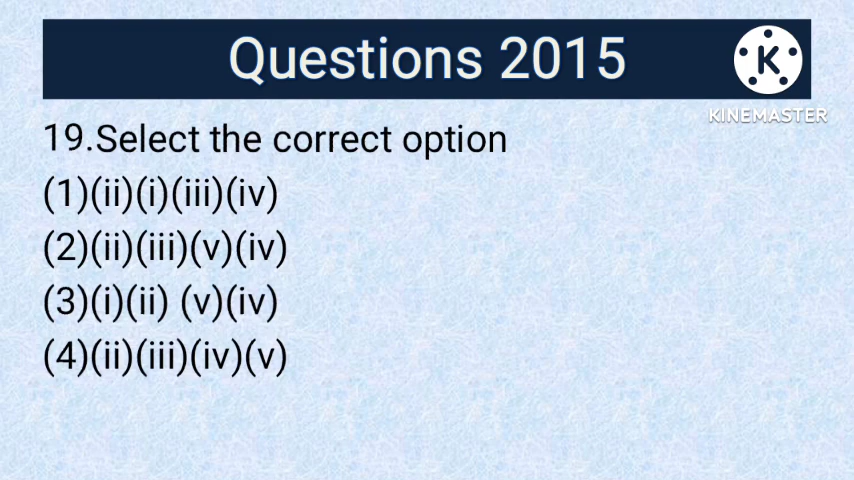 Questions 2015
K
KINEMASTER
19.Select the correct option
(1)(ii)(i)(iii)(iv)
(2)(ii)(iii)(v)(iv)
(3)(i)(ii) (v)(iv)
(4)(ii)(iii)(iv)(v)